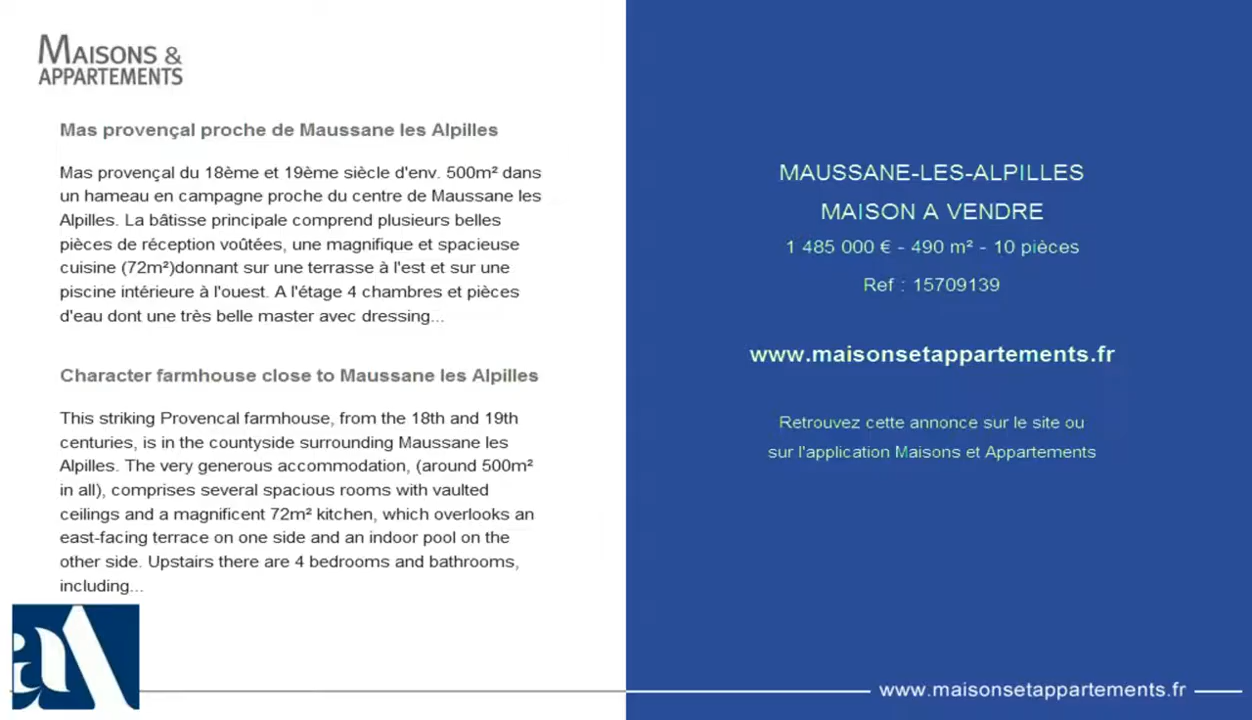 MAISONS &
APPARTEMENTS
Mas provençal proche de Maussane les Alpilles
Mas provençal du 18ème et 19ème siècle d'env. 500m² dans
un hameau en campagne proche du centre de Maussane les
Alpilles. La bâtisse principale comprend plusieurs belles
pièces de réception voûtées, une magnifique et spacieuse
cuisine (72m²)donnant sur une terrasse à l'est et sur une
piscine intérieure à l'ouest. A l'étage 4 chambres et pièces
d'eau dont une très belle master avec dressing...
Character farmhouse close to Maussane les Alpilles
This striking Provencal farmhouse, from the 18th and 19th
centuries, is in the countryside surrounding Maussane les
Alpilles. The very generous accommodation, (around 500m²
in all), comprises several spacious rooms with vaulted
ceilings and a magnificent 72m² kitchen, which overlooks an
east-facing terrace on one side and an indoor pool on the
other side. Upstairs there are 4 bedrooms and bathrooms,
including...
aA
MAUSSANE-LES-ALPILLES
MAISON A VENDRE
1 485 000 € - 490 m² - 10 pièces
Ref : 15709139
www.maisonsetappartements.fr
Retrouvez cette annonce sur le site ou
sur l'application Maisons et Appartements
www.maisonsetappartements.fr